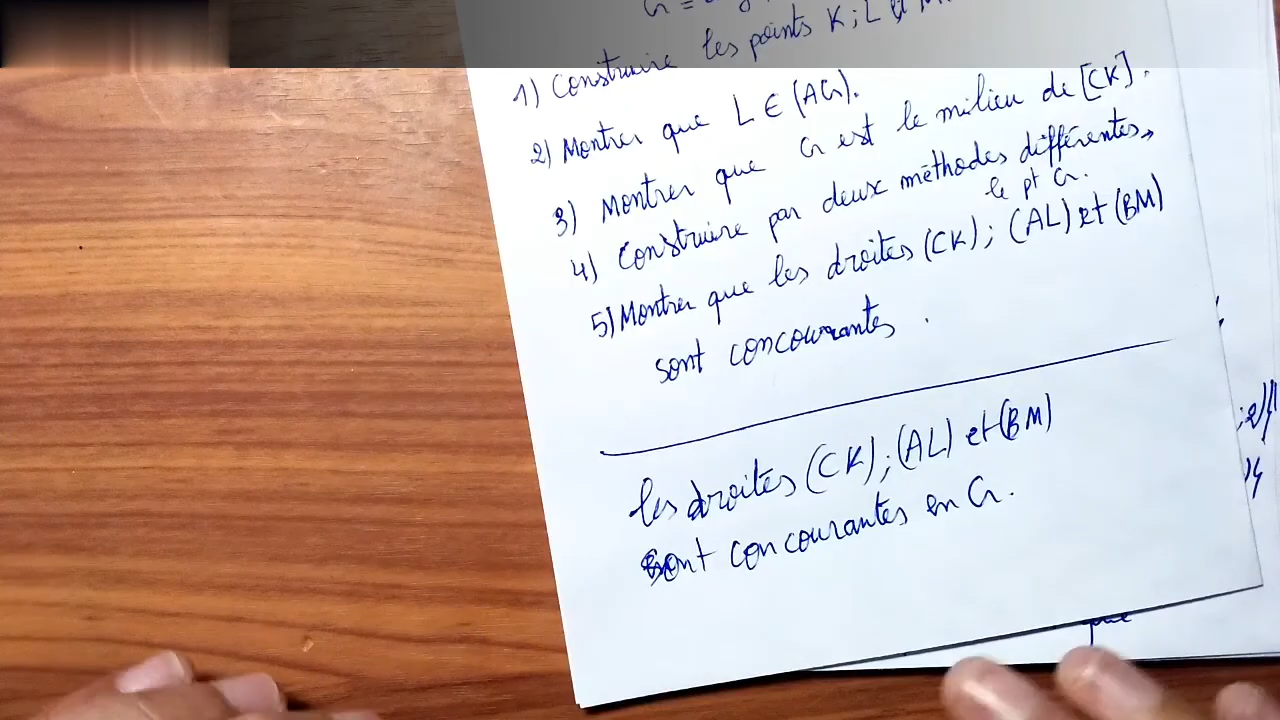 G =
1) Construire les points K ; L et M
2) Montrer que L ∈ (AG).
3) Montrer que G est le milieu de [CK].
4) Construire par deux méthodes différentes,
le pt G.
5) Montrer que les droites (CK) ; (AL) et (BM)
sont concourantes.
les droites (CK) ; (AL) et (BM)
sont concourantes en G.
que